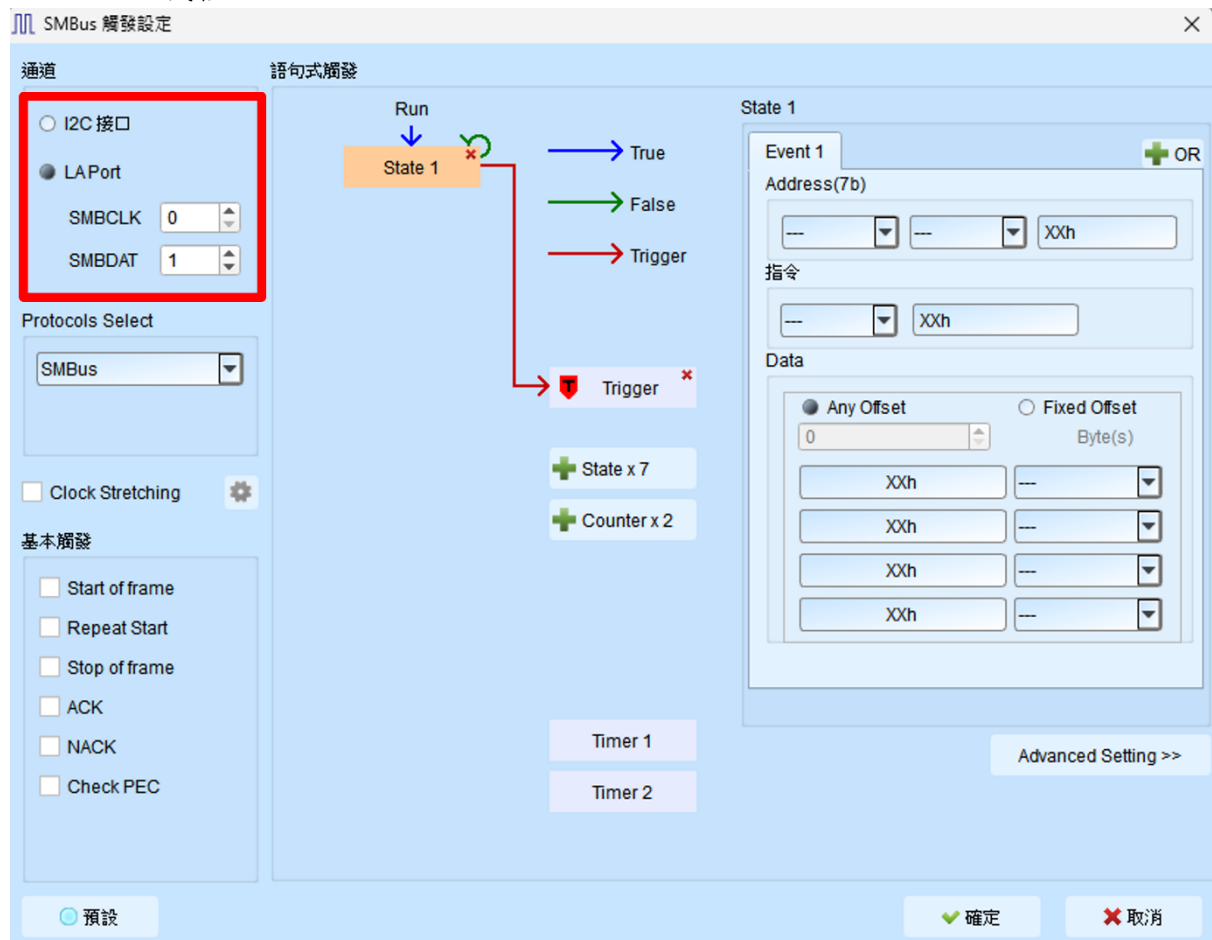 SMBus 觸發設定
通道
I2C 接口
LA Port
SMBCLK 0
SMBDAT 1
Protocols Select
SMBus
Clock Stretching
基本觸發
Start of frame
Repeat Start
Stop of frame
ACK
NACK
Check PEC
語句式觸發
Run
State 1
True
False
Trigger
T Trigger
State x 7
Counter x 2
Timer 1
Timer 2
State 1
Event 1
OR
Address(7b)
--- --- XXh
指令
--- XXh
Data
Any Offset Fixed Offset
0 Byte(s)
XXh ---
XXh ---
XXh ---
XXh ---
Advanced Setting >>
預設
確定
取消